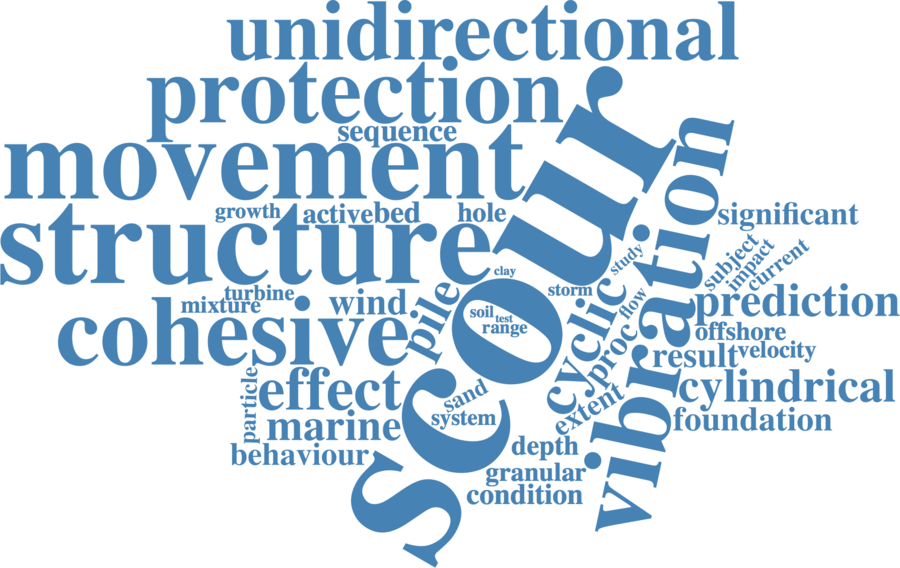 unidirectional
protection
sequence
movement
growth
active
bed
hole
structure
scour
vibration
significant
clay
study
subject
impact
current
turbine
mixture
wind
storm
flow
prediction
cohesive
pile
soil
test
range
cyclic
proc
offshore
result
velocity
particle
effect
sand
system
extent
cylindrical
marine
foundation
behaviour
depth
granular
condition